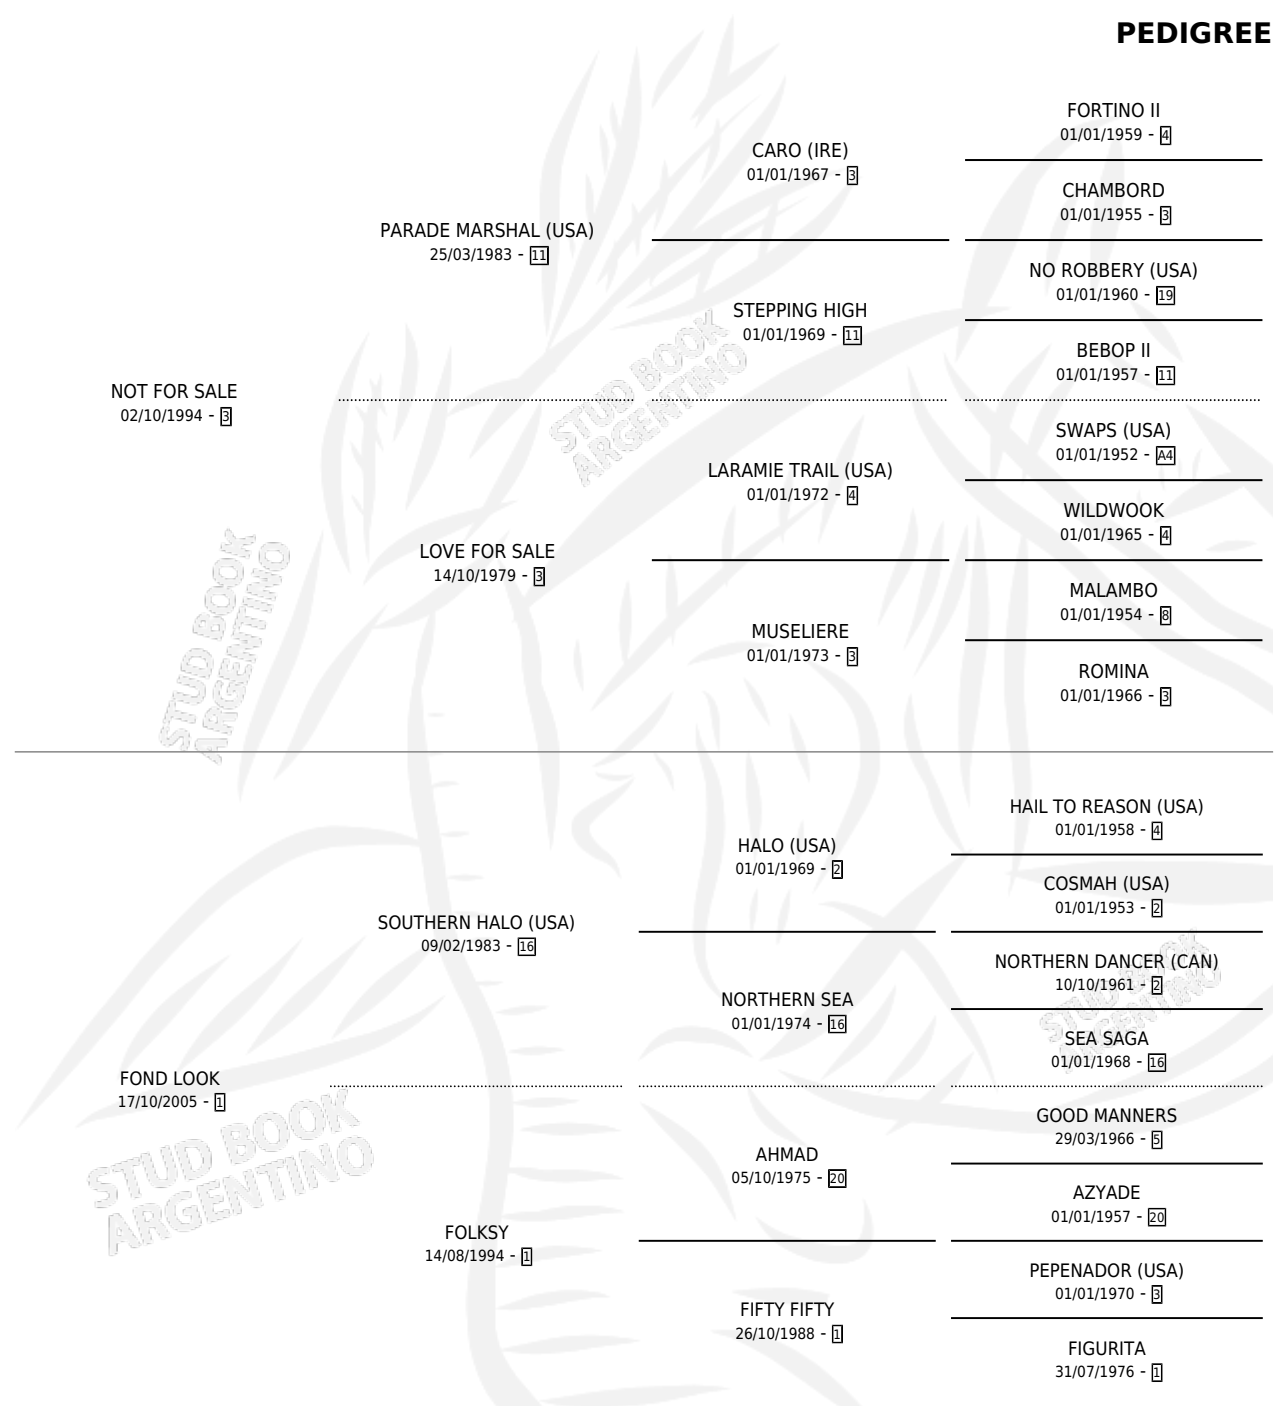 PEDIGREE
FORTINO II
01/01/1959 - 4
CARO (IRE)
01/01/1967 - 3
CHAMBORD
01/01/1955 - 3
PARADE MARSHAL (USA)
25/03/1983 - 11
NO ROBBERY (USA)
01/01/1960 - 19
STEPPING HIGH
01/01/1969 - 11
BEBOP II
01/01/1957 - 11
NOT FOR SALE
02/10/1994 - 3
SWAPS (USA)
01/01/1952 - A4
LARAMIE TRAIL (USA)
01/01/1972 - 4
WILDWOOK
01/01/1965 - 4
LOVE FOR SALE
14/10/1979 - 3
MALAMBO
01/01/1954 - 8
MUSELIERE
01/01/1973 - 3
ROMINA
01/01/1966 - 3
HAIL TO REASON (USA)
01/01/1958 - 4
HALO (USA)
01/01/1969 - 2
COSMAH (USA)
01/01/1953 - 2
SOUTHERN HALO (USA)
09/02/1983 - 16
NORTHERN DANCER (CAN)
10/10/1961 - 2
NORTHERN SEA
01/01/1974 - 16
SEA SAGA
01/01/1968 - 16
FOND LOOK
17/10/2005 - 1
GOOD MANNERS
29/03/1966 - 5
AHMAD
05/10/1975 - 20
AZYADE
01/01/1957 - 20
FOLKSY
14/08/1994 - 1
PEPENADOR (USA)
01/01/1970 - 3
FIFTY FIFTY
26/10/1988 - 1
FIGURITA
31/07/1976 - 1
STUD BOOK
ARGENTINO
STUD BOOK
ARGENTINO
STUD BOOK
ARGENTINO
STUD BOOK
ARGENTINO